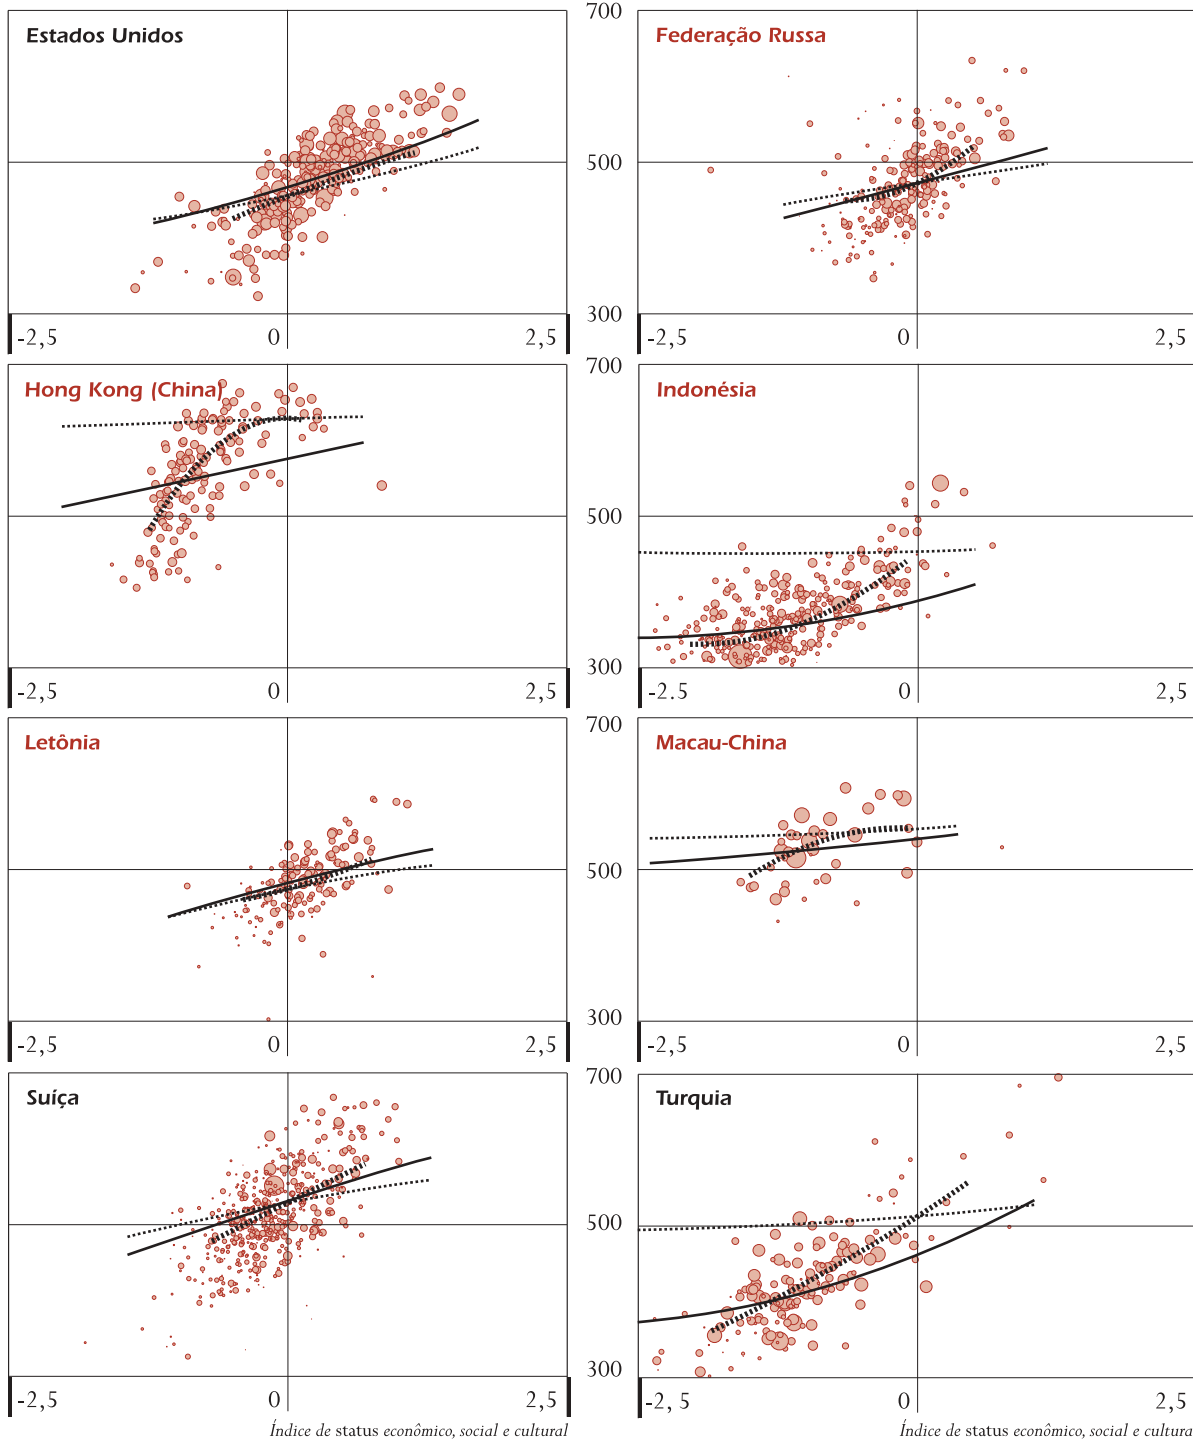 700
Estados Unidos
Federação Russa
500
300
-2,5 0 2,5
-2,5 0 2,5
700
Hong Kong (China)
Indonésia
500
300
-2,5 0 2,5
-2.5 0 2,5
700
Letônia
Macau-China
500
300
-2,5 0 2,5
-2,5 0 2,5
700
Suíça
Turquia
500
300
-2,5 0 2,5
-2, 5 0 2,5
Índice de status econômico, social e cultural
Índice de status econômico, social e cultural